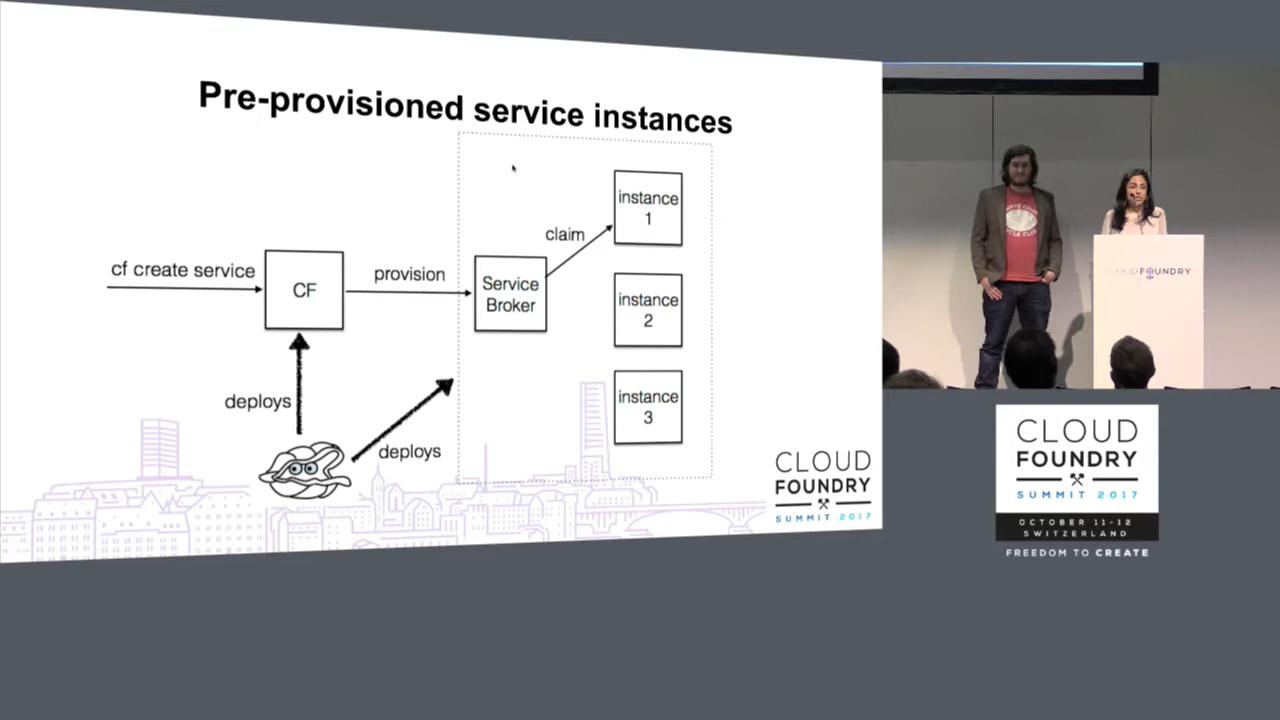 Pre-provisioned service instances
cf create service
CF
provision
Service
Broker
claim
instance
1
instance
2
instance
3
deploys
deploys
CLOUD
FOUNDRY
SUMMIT 2017
FOUNDRY
CLOUD
FOUNDRY
SUMMIT 2017
OCTOBER 11-12
SWITZERLAND
FREEDOM TO CREATE